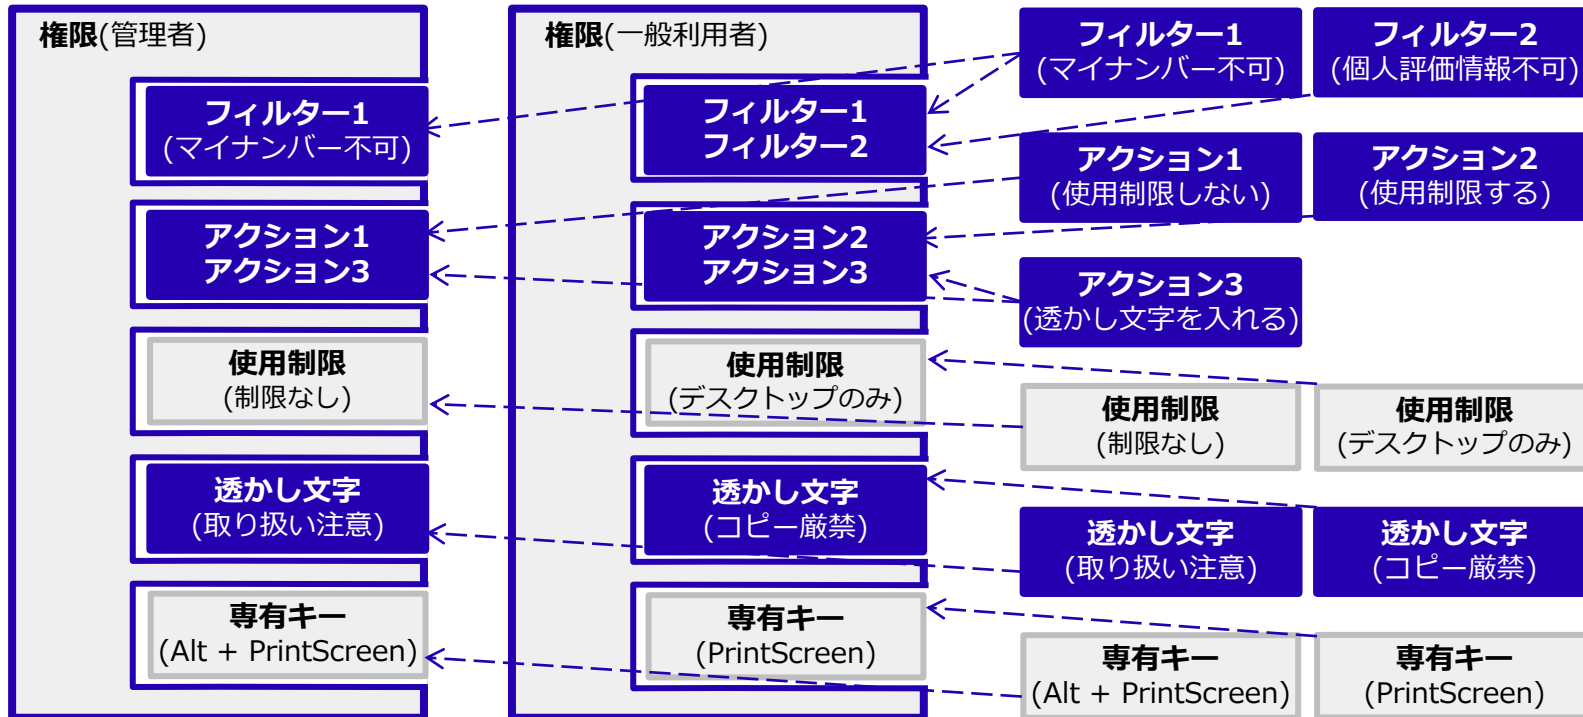 権限(管理者)
フィルター1
(マイナンバー不可)
アクション1
アクション3
使用制限
(制限なし)
透かし文字
(取り扱い注意)
専有キー
(Alt + PrintScreen)
権限(一般利用者)
フィルター1
フィルター2
アクション2
アクション3
使用制限
(デスクトップのみ)
透かし文字
(コピー厳禁)
専有キー
(PrintScreen)
フィルター1
(マイナンバー不可)
フィルター2
(個人評価情報不可)
アクション1
(使用制限しない)
アクション2
(使用制限する)
アクション3
(透かし文字を入れる)
使用制限
(制限なし)
使用制限
(デスクトップのみ)
透かし文字
(取り扱い注意)
透かし文字
(コピー厳禁)
専有キー
(Alt + PrintScreen)
専有キー
(PrintScreen)